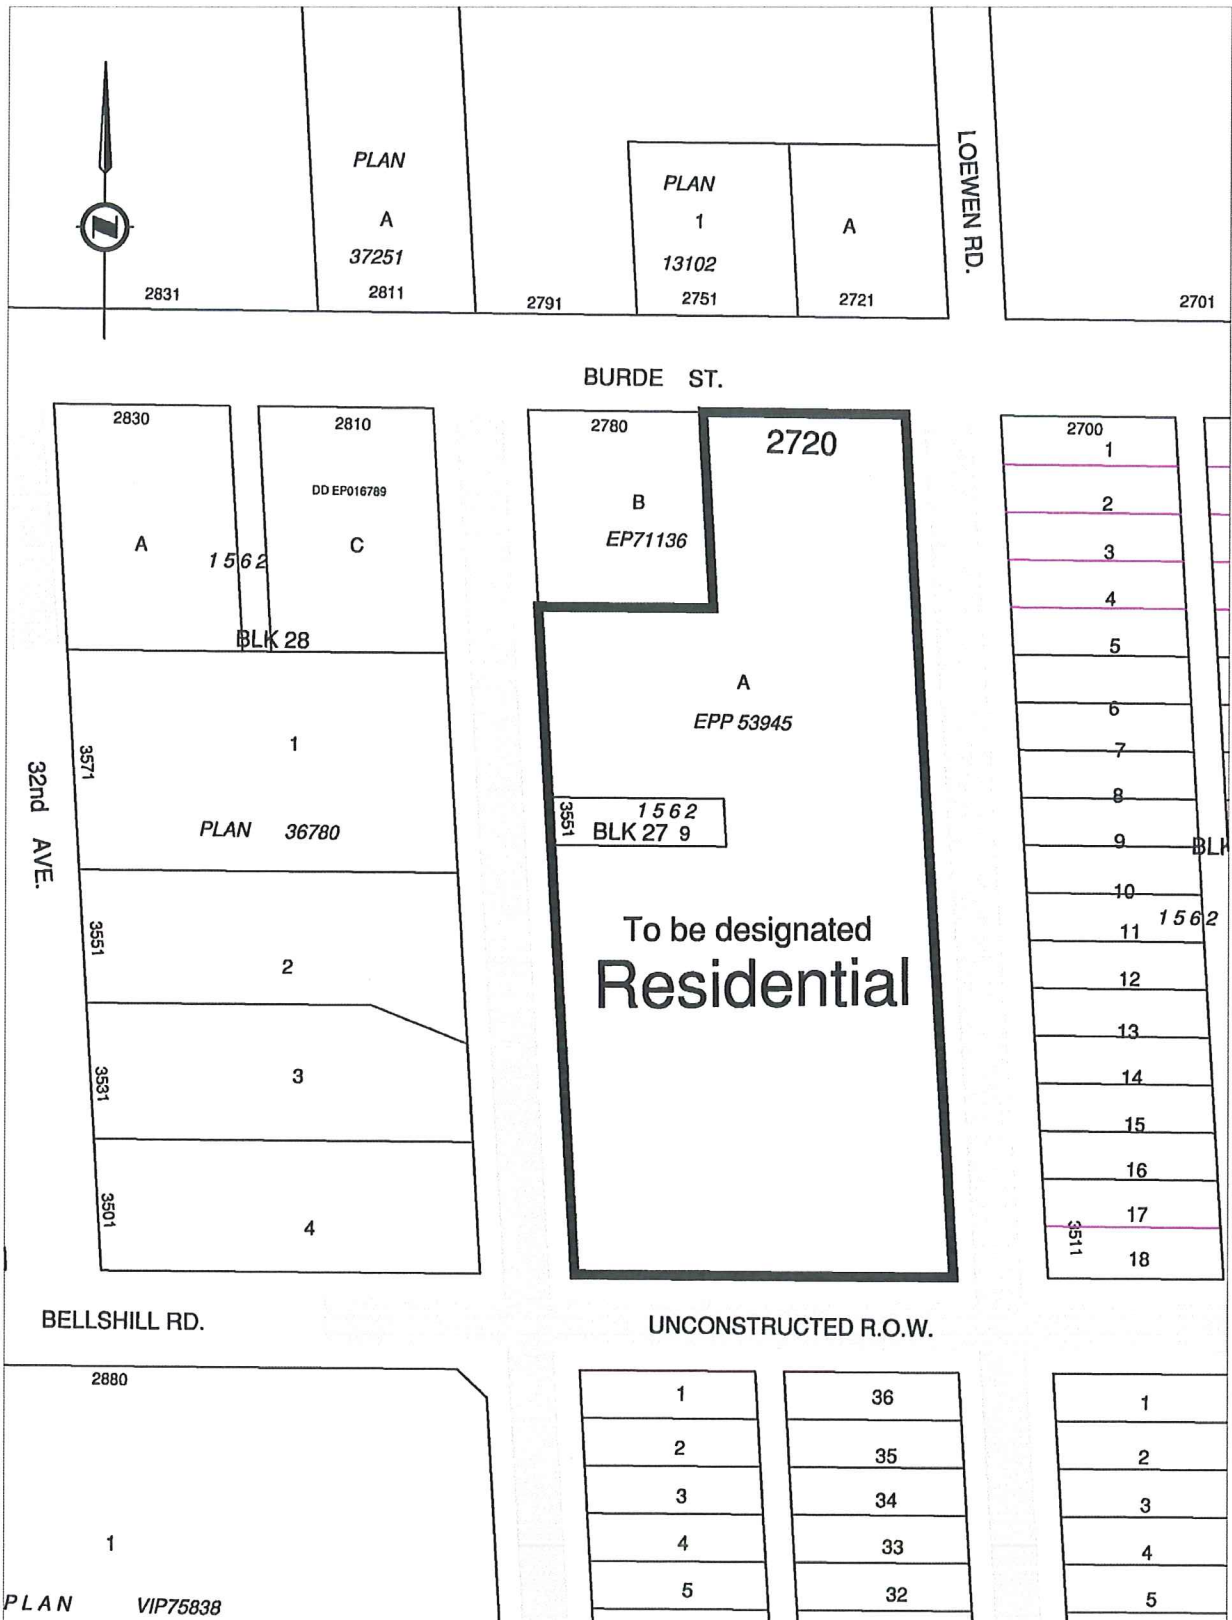 PLAN
A
37251
2811
2831
2791
PLAN
1
13102
2751
A
2721
LOEWEN RD.
2701
N
BURDE ST.
2830
A
1562
2810
DD EP016789
C
BLK 28
2780
B
EP71136
2720
A
EPP 53945
3551
1562
BLK 27 9
To be designated
Residential
32nd AVE.
3571
1
PLAN 36780
3551
2
3531
3
3501
4
2700
1
2
3
4
5
6
7
8
9
10
11
12
13
14
15
16
17
18
3511
BLK
1562
BELLSHILL RD.
UNCONSTRUCTED R.O.W.
2880
1
PLAN VIP75838
1
2
3
4
5
36
35
34
33
32
1
2
3
4
5